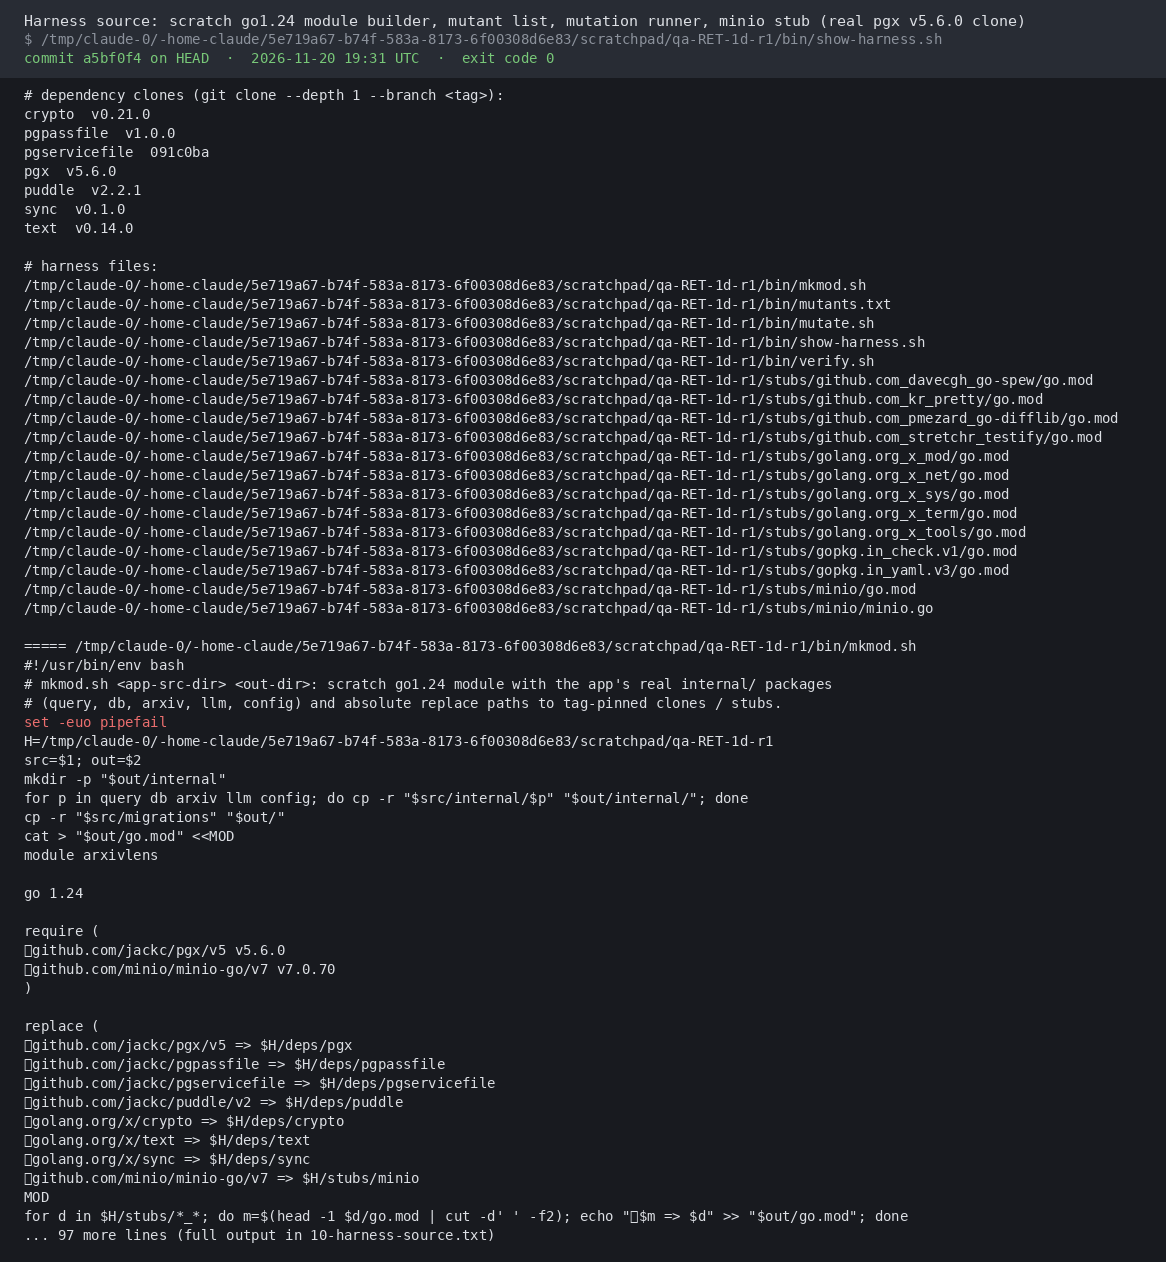 Harness source: scratch go1.24 module builder, mutant list, mutation runner, minio stub (real pgx v5.6.0 clone)
$ /tmp/claude-0/-home-claude/5e719a67-b74f-583a-8173-6f00308d6e83/scratchpad/qa-RET-1d-r1/bin/show-harness.sh
commit a5bf0f4 on HEAD  ·  2026-11-20 19:31 UTC  ·  exit code 0
# dependency clones (git clone --depth 1 --branch <tag>):
crypto  v0.21.0
pgpassfile  v1.0.0
pgservicefile  091c0ba
pgx  v5.6.0
puddle  v2.2.1
sync  v0.1.0
text  v0.14.0

# harness files:
/tmp/claude-0/-home-claude/5e719a67-b74f-583a-8173-6f00308d6e83/scratchpad/qa-RET-1d-r1/bin/mkmod.sh
/tmp/claude-0/-home-claude/5e719a67-b74f-583a-8173-6f00308d6e83/scratchpad/qa-RET-1d-r1/bin/mutants.txt
/tmp/claude-0/-home-claude/5e719a67-b74f-583a-8173-6f00308d6e83/scratchpad/qa-RET-1d-r1/bin/mutate.sh
/tmp/claude-0/-home-claude/5e719a67-b74f-583a-8173-6f00308d6e83/scratchpad/qa-RET-1d-r1/bin/show-harness.sh
/tmp/claude-0/-home-claude/5e719a67-b74f-583a-8173-6f00308d6e83/scratchpad/qa-RET-1d-r1/bin/verify.sh
/tmp/claude-0/-home-claude/5e719a67-b74f-583a-8173-6f00308d6e83/scratchpad/qa-RET-1d-r1/stubs/github.com_davecgh_go-spew/go.mod
/tmp/claude-0/-home-claude/5e719a67-b74f-583a-8173-6f00308d6e83/scratchpad/qa-RET-1d-r1/stubs/github.com_kr_pretty/go.mod
/tmp/claude-0/-home-claude/5e719a67-b74f-583a-8173-6f00308d6e83/scratchpad/qa-RET-1d-r1/stubs/github.com_pmezard_go-difflib/go.mod
/tmp/claude-0/-home-claude/5e719a67-b74f-583a-8173-6f00308d6e83/scratchpad/qa-RET-1d-r1/stubs/github.com_stretchr_testify/go.mod
/tmp/claude-0/-home-claude/5e719a67-b74f-583a-8173-6f00308d6e83/scratchpad/qa-RET-1d-r1/stubs/golang.org_x_mod/go.mod
/tmp/claude-0/-home-claude/5e719a67-b74f-583a-8173-6f00308d6e83/scratchpad/qa-RET-1d-r1/stubs/golang.org_x_net/go.mod
/tmp/claude-0/-home-claude/5e719a67-b74f-583a-8173-6f00308d6e83/scratchpad/qa-RET-1d-r1/stubs/golang.org_x_sys/go.mod
/tmp/claude-0/-home-claude/5e719a67-b74f-583a-8173-6f00308d6e83/scratchpad/qa-RET-1d-r1/stubs/golang.org_x_term/go.mod
/tmp/claude-0/-home-claude/5e719a67-b74f-583a-8173-6f00308d6e83/scratchpad/qa-RET-1d-r1/stubs/golang.org_x_tools/go.mod
/tmp/claude-0/-home-claude/5e719a67-b74f-583a-8173-6f00308d6e83/scratchpad/qa-RET-1d-r1/stubs/gopkg.in_check.v1/go.mod
/tmp/claude-0/-home-claude/5e719a67-b74f-583a-8173-6f00308d6e83/scratchpad/qa-RET-1d-r1/stubs/gopkg.in_yaml.v3/go.mod
/tmp/claude-0/-home-claude/5e719a67-b74f-583a-8173-6f00308d6e83/scratchpad/qa-RET-1d-r1/stubs/minio/go.mod
/tmp/claude-0/-home-claude/5e719a67-b74f-583a-8173-6f00308d6e83/scratchpad/qa-RET-1d-r1/stubs/minio/minio.go

===== /tmp/claude-0/-home-claude/5e719a67-b74f-583a-8173-6f00308d6e83/scratchpad/qa-RET-1d-r1/bin/mkmod.sh
#!/usr/bin/env bash
# mkmod.sh <app-src-dir> <out-dir>: scratch go1.24 module with the app's real internal/ packages
# (query, db, arxiv, llm, config) and absolute replace paths to tag-pinned clones / stubs.
set -euo pipefail
H=/tmp/claude-0/-home-claude/5e719a67-b74f-583a-8173-6f00308d6e83/scratchpad/qa-RET-1d-r1
src=$1; out=$2
mkdir -p "$out/internal"
for p in query db arxiv llm config; do cp -r "$src/internal/$p" "$out/internal/"; done
cp -r "$src/migrations" "$out/"
cat > "$out/go.mod" <<MOD
module arxivlens

go 1.24

require (
github.com/jackc/pgx/v5 v5.6.0
github.com/minio/minio-go/v7 v7.0.70
)

replace (
github.com/jackc/pgx/v5 => $H/deps/pgx
github.com/jackc/pgpassfile => $H/deps/pgpassfile
github.com/jackc/pgservicefile => $H/deps/pgservicefile
github.com/jackc/puddle/v2 => $H/deps/puddle
golang.org/x/crypto => $H/deps/crypto
golang.org/x/text => $H/deps/text
golang.org/x/sync => $H/deps/sync
github.com/minio/minio-go/v7 => $H/stubs/minio
MOD
for d in $H/stubs/*_*; do m=$(head -1 $d/go.mod | cut -d' ' -f2); echo "	$m => $d" >> "$out/go.mod"; done
... 97 more lines (full output in 10-harness-source.txt)